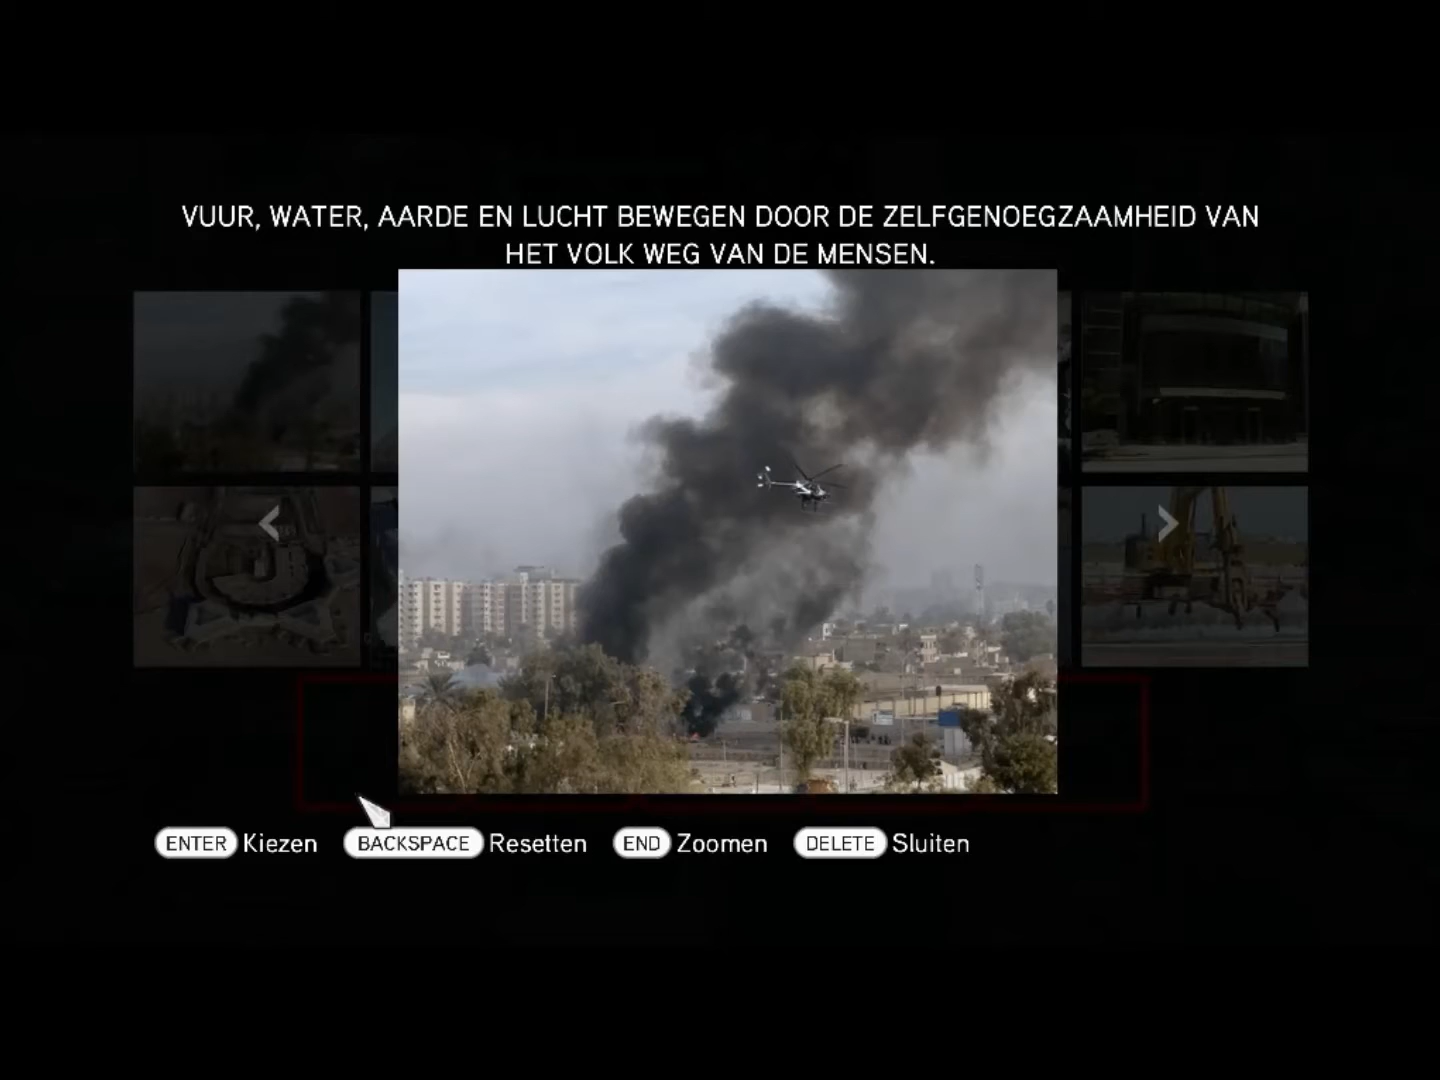 VUUR, WATER, AARDE EN LUCHT BEWEGEN DOOR DE ZELFGENOEGZAAMHEID VAN
HET VOLK WEG VAN DE MENSEN.
ENTER Kiezen BACKSPACE Resetten END Zoomen DELETE Sluiten